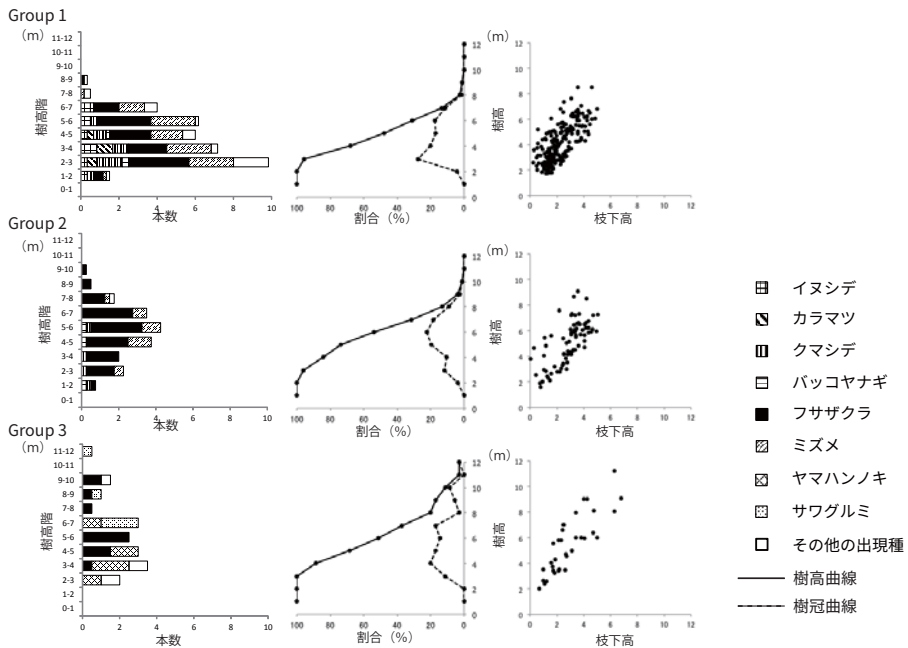 Group 1
（m）
樹高階
11-12
10-11
9-10
8-9
7-8
6-7
5-6
4-5
3-4
2-3
1-2
0-1
0 2 4 6 8 10
本数
（m）
12
10
8
6
4
2
0
100 80 60 40 20 0
割合（%）
（m）
樹高
12
10
8
6
4
2
0
0 2 4 6 8 10 12
枝下高
Group 2
（m）
樹高階
11-12
10-11
9-10
8-9
7-8
6-7
5-6
4-5
3-4
2-3
1-2
0-1
0 2 4 6 8 10
本数
12
10
8
6
4
2
0
100 80 60 40 20 0
割合（%）
（m）
樹高
12
10
8
6
4
2
0
0 2 4 6 8 10 12
枝下高
Group 3
（m）
樹高階
11-12
10-11
9-10
8-9
7-8
6-7
5-6
4-5
3-4
2-3
1-2
0-1
0 2 4 6 8 10
本数
12
10
8
6
4
2
0
100 80 60 40 20 0
割合（%）
（m）
樹高
12
10
8
6
4
2
0
0 2 4 6 8 10 12
枝下高
イヌシデ
カラマツ
クマシデ
バッコヤナギ
フサザクラ
ミズメ
ヤマハンノキ
サワグルミ
その他の出現種
樹高曲線
樹冠曲線